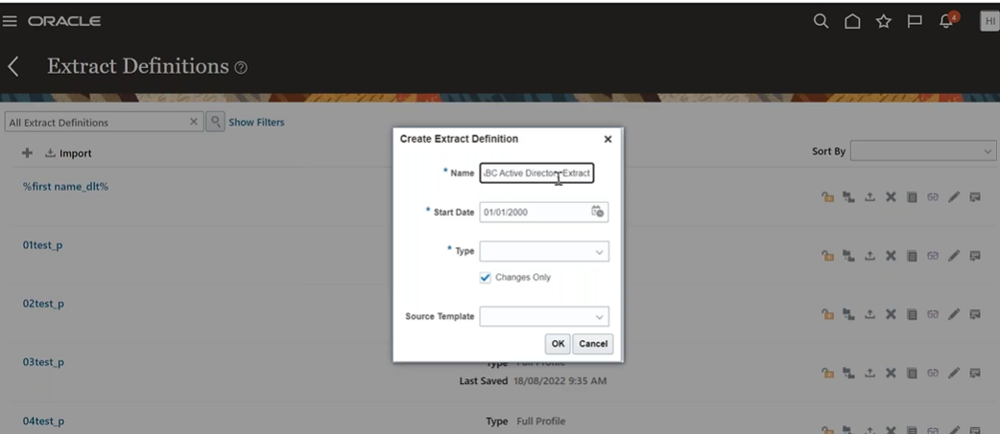 ORACLE
4
HI
Extract Definitions
All Extract Definitions
Show Filters
Import
Sort By
%first name_dlt%
01test_p
02test_p
03test_p
Type Full Profile
Last Saved 18/08/2022 9:35 AM
04test_p
Type Full Profile
Create Extract Definition
* Name BC Active Directory Extract
* Start Date 01/01/2000
* Type
Changes Only
Source Template
OK Cancel